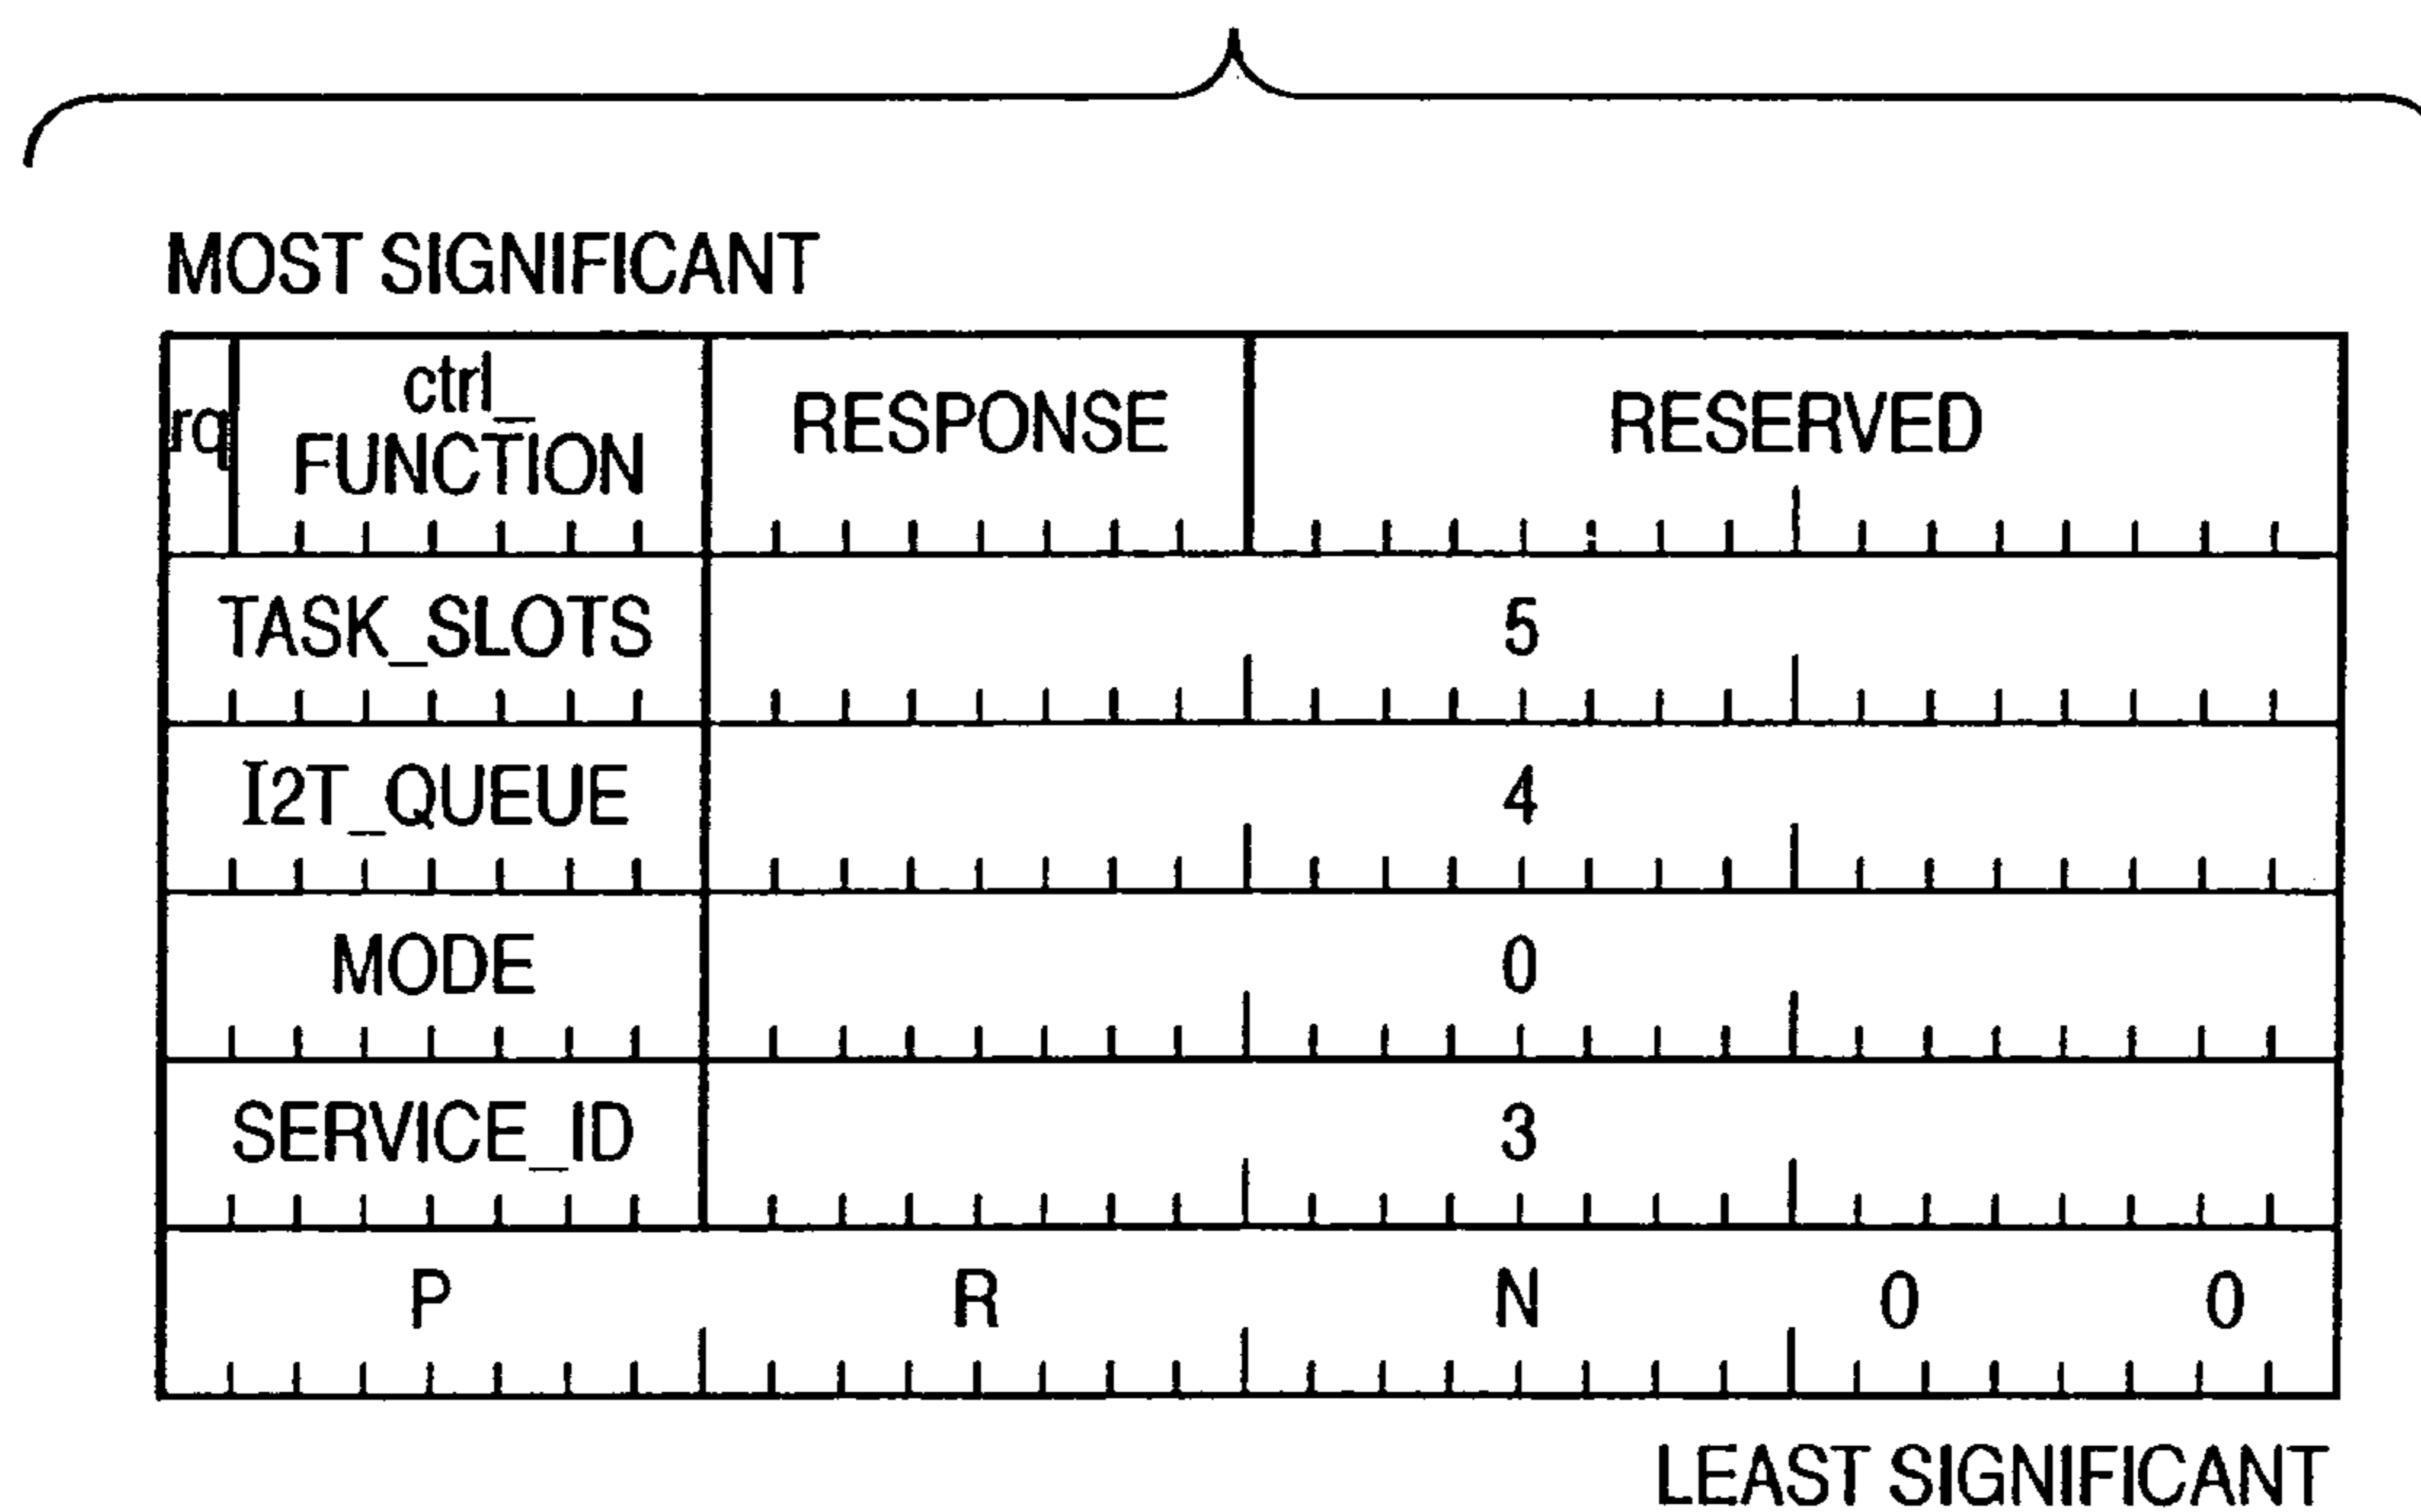 MOST SIGNIFICANT
rq ctrl_ FUNCTION RESPONSE RESERVED
TASK_SLOTS 5
I2T_QUEUE 4
MODE 0
SERVICE_ID 3
P R N 0 0
LEAST SIGNIFICANT